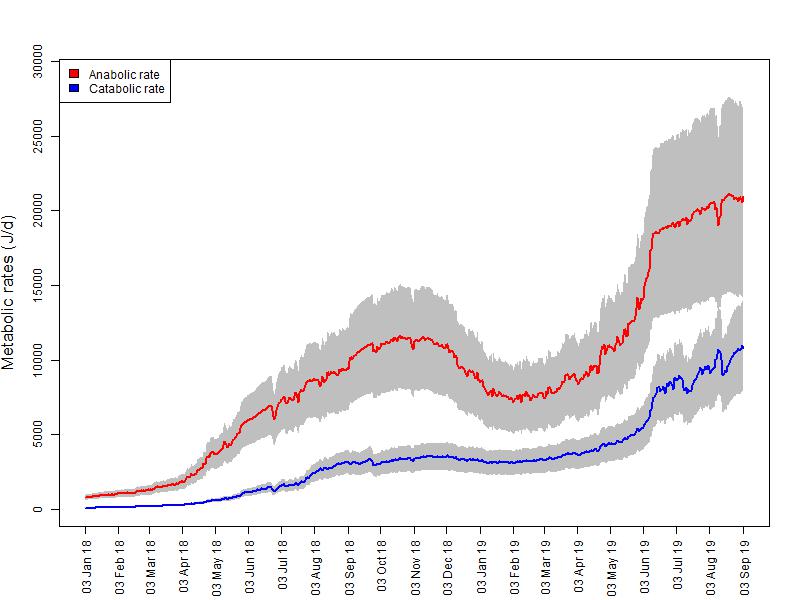 30000
25000
20000
15000
10000
5000
0
Metabolic rates (J/d)
Anabolic rate
Catabolic rate
03 Jan 18
03 Feb 18
03 Mar 18
03 Apr 18
03 May 18
03 Jun 18
03 Jul 18
03 Aug 18
03 Sep 18
03 Oct 18
03 Nov 18
03 Dec 18
03 Jan 19
03 Feb 19
03 Mar 19
03 Apr 19
03 May 19
03 Jun 19
03 Jul 19
03 Aug 19
03 Sep 19